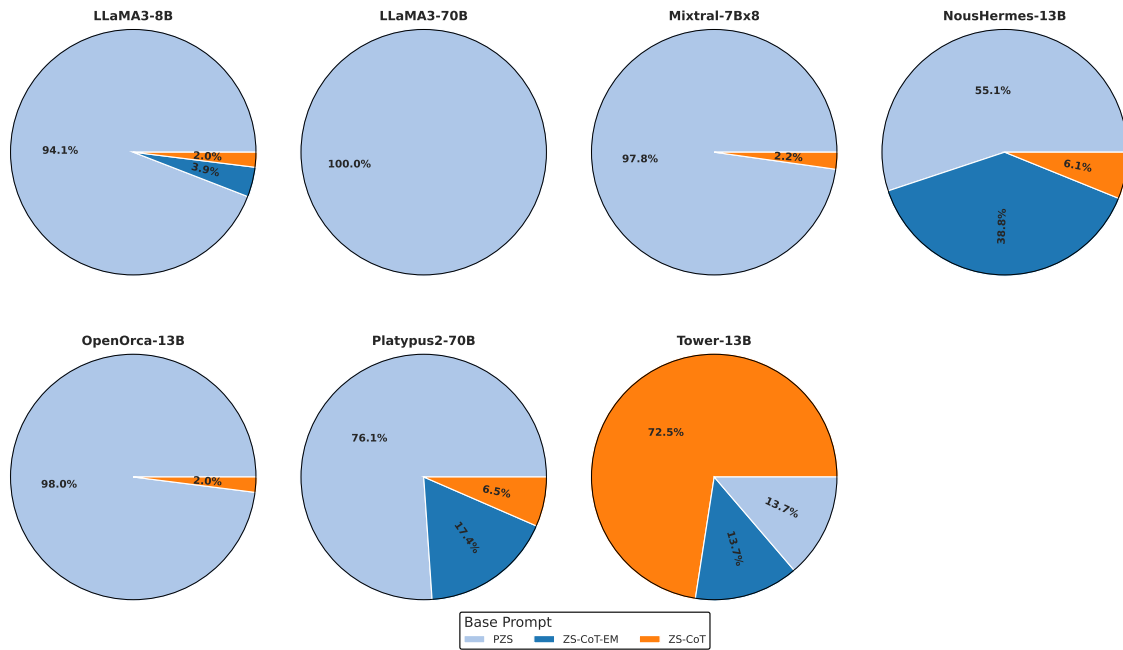 LLaMA3-8B
LLaMA3-70B
Mixtral-7Bx8
NousHermes-13B
94.1%
2.0%
3.9%
100.0%
97.8%
2.2%
55.1%
6.1%
38.8%
OpenOrca-13B
Platypus2-70B
Tower-13B
98.0%
2.0%
76.1%
6.5%
17.4%
72.5%
13.7%
13.7%
Base Prompt
PZS ZS-CoT-EM ZS-CoT